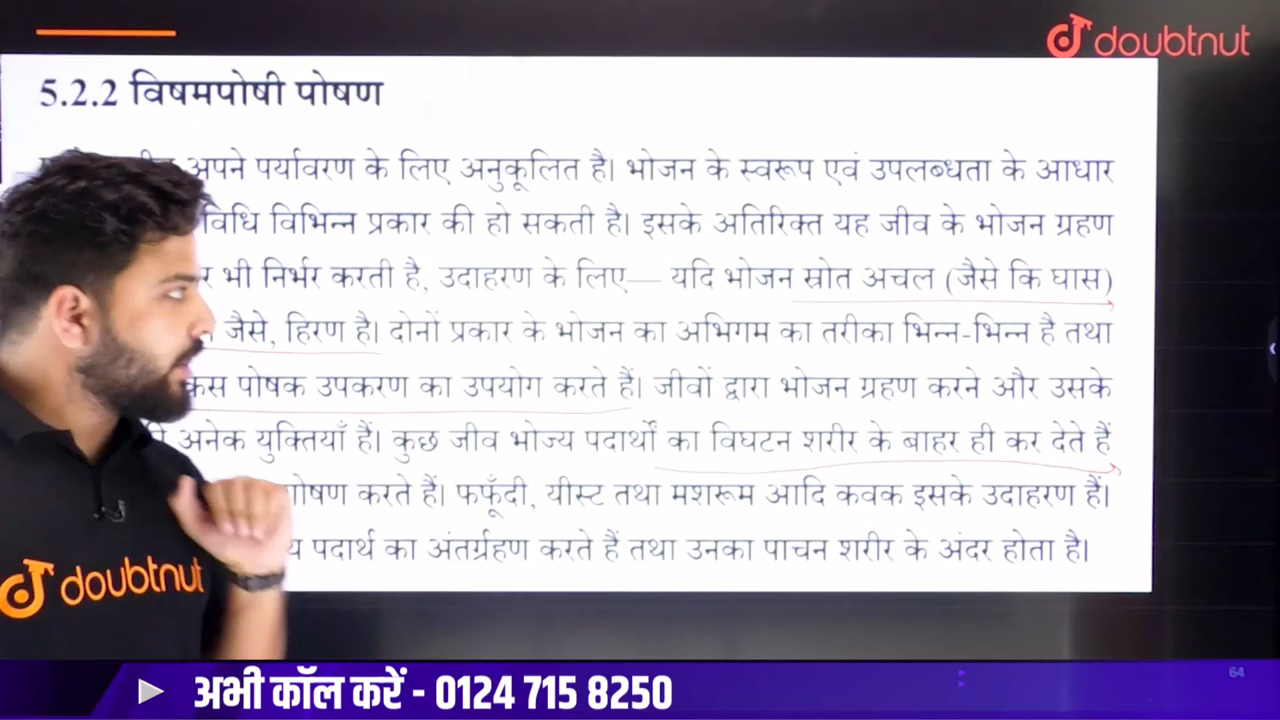 doubtnut
5.2.2 विषमपोषी पोषण
अपने पर्यावरण के लिए अनुकूलित है। भोजन के स्वरूप एवं उपलब्धता के आधार
विधि विभिन्न प्रकार की हो सकती है। इसके अतिरिक्त यह जीव के भोजन ग्रहण
भी निर्भर करती है, उदाहरण के लिए— यदि भोजन स्रोत अचल (जैसे कि घास)
जैसे, हिरण है। दोनों प्रकार के भोजन का अभिगम का तरीका भिन्न-भिन्न है तथा
पोषक उपकरण का उपयोग करते हैं। जीवों द्वारा भोजन ग्रहण करने और उसके
अनेक युक्तियाँ हैं। कुछ जीव भोज्य पदार्थों का विघटन शरीर के बाहर ही कर देते हैं
करते हैं। फफूँदी, यीस्ट तथा मशरूम आदि कवक इसके उदाहरण हैं।
पदार्थ का अंतर्ग्रहण करते हैं तथा उनका पाचन शरीर के अंदर होता है।
doubtnut
अभी कॉल करें - 0124 715 8250
64